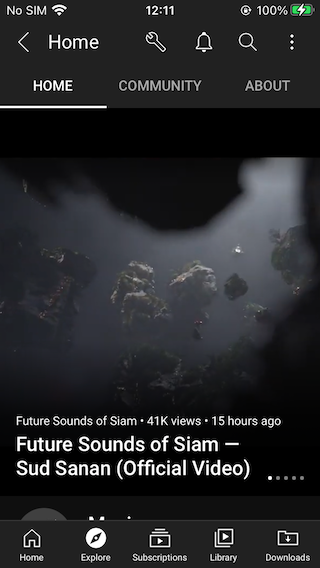 No SIM 12:11 100%
Home
HOME COMMUNITY ABOUT
Future Sounds of Siam • 41K views • 15 hours ago
Future Sounds of Siam —
Sud Sanan (Official Video)
Home Explore Subscriptions Library Downloads